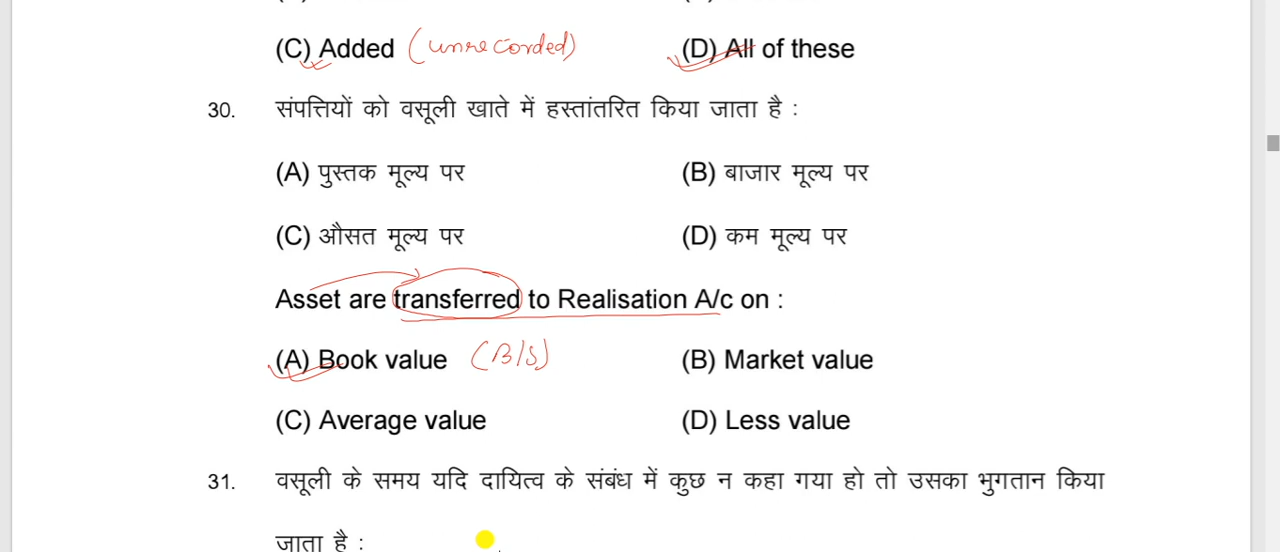 (C) Added (unrecorded) (D) All of these
30. संपत्तियों को वसूली खाते में हस्तांतरित किया जाता है :
(A) पुस्तक मूल्य पर (B) बाजार मूल्य पर
(C) औसत मूल्य पर (D) कम मूल्य पर
Asset are transferred to Realisation A/c on :
(A) Book value (B/S) (B) Market value
(C) Average value (D) Less value
31. वसूली के समय यदि दायित्व के संबंध में कुछ न कहा गया हो तो उसका भुगतान किया
जाता है :